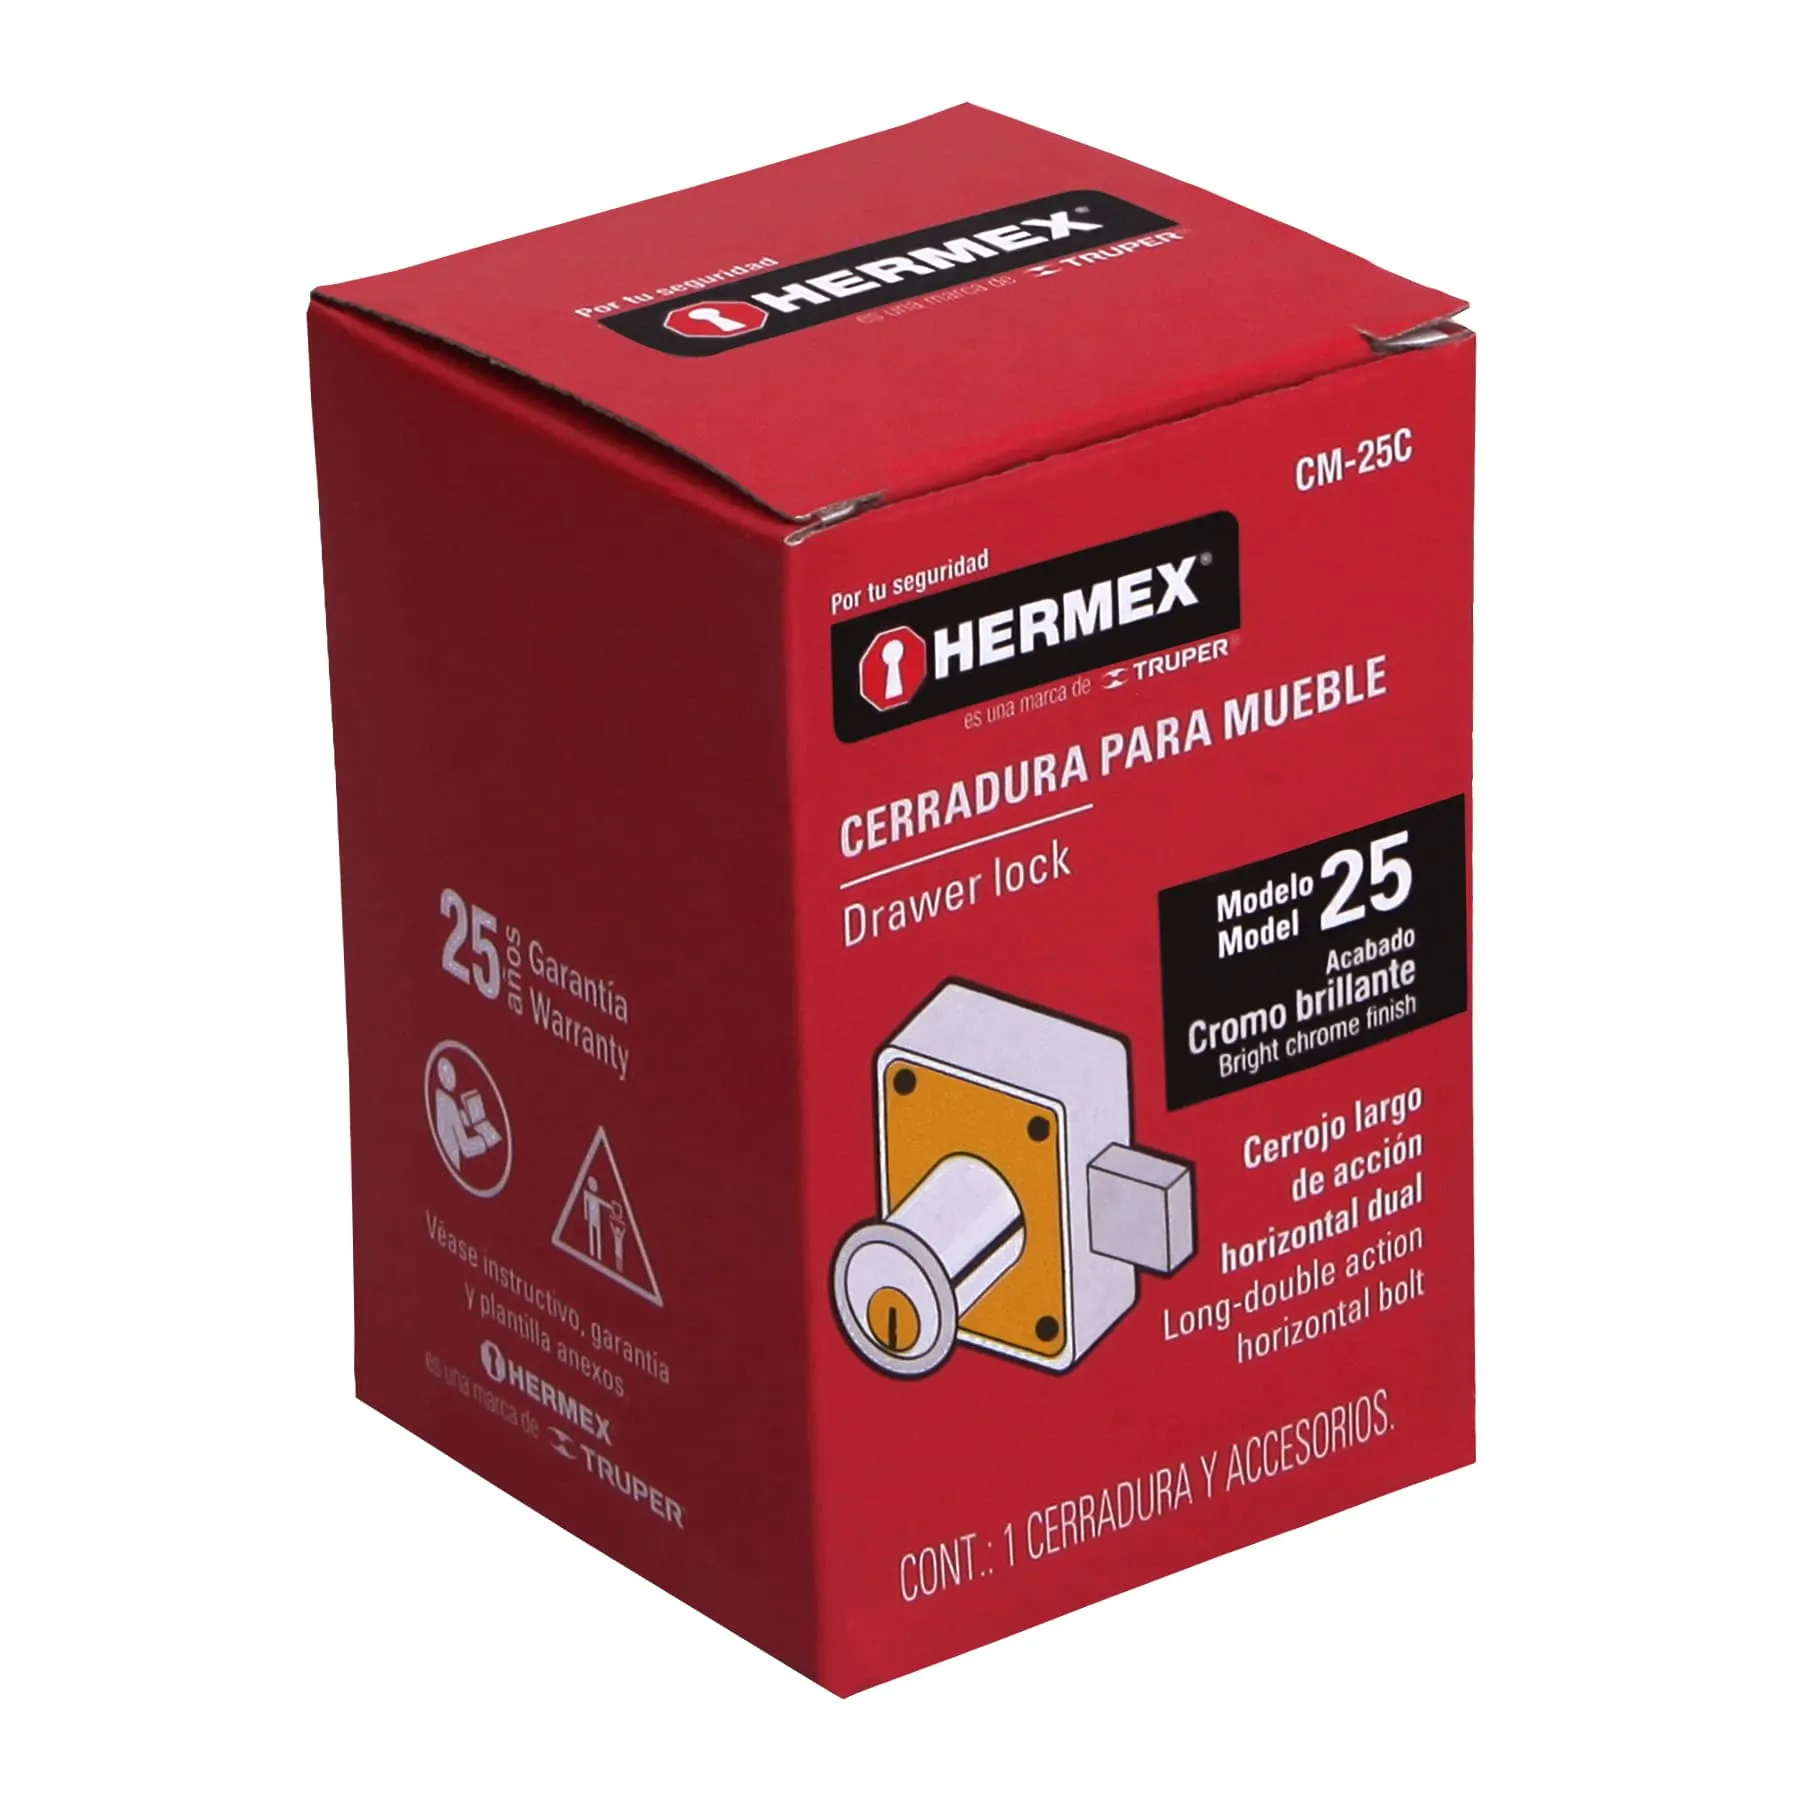 Por tu seguridad
HERMEX®
es una marca de TRUPER®
CM-25C
Por tu seguridad
HERMEX®
es una marca de TRUPER®
CERRADURA PARA MUEBLE
Drawer lock
Modelo 25
Model
Acabado
Cromo brillante
Bright chrome finish
Cerrojo largo
de acción
horizontal dual
Long-double action
horizontal bolt
CONT.: 1 CERRADURA Y ACCESORIOS.
25 años Garantía
Warranty
Véase instructivo, garantía
y plantilla anexos.
HERMEX
es una marca de TRUPER